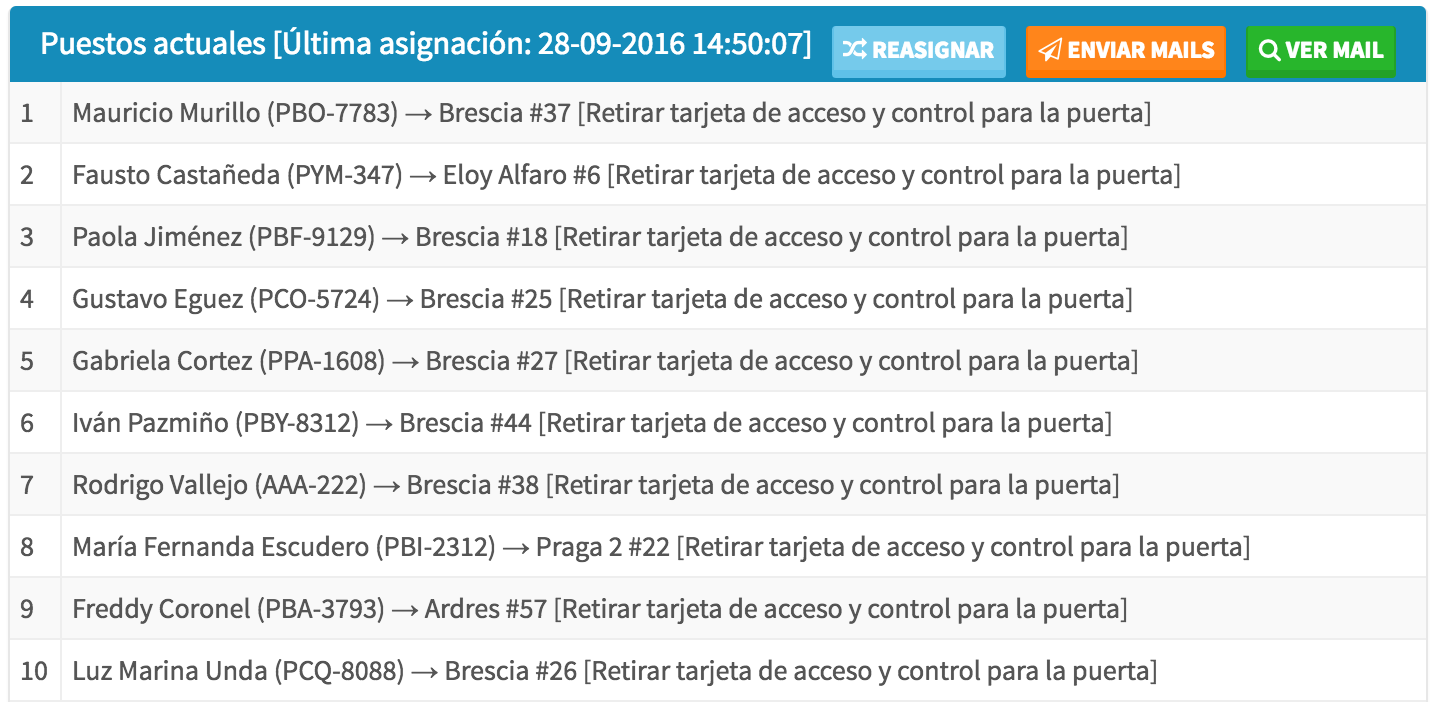 Puestos actuales [Última asignación: 28-09-2016 14:50:07] REASIGNAR ENVIAR MAILS VER MAIL
1 Mauricio Murillo (PBO-7783) → Brescia #37 [Retirar tarjeta de acceso y control para la puerta]
2 Fausto Castañeda (PYM-347) → Eloy Alfaro #6 [Retirar tarjeta de acceso y control para la puerta]
3 Paola Jiménez (PBF-9129) → Brescia #18 [Retirar tarjeta de acceso y control para la puerta]
4 Gustavo Eguez (PCO-5724) → Brescia #25 [Retirar tarjeta de acceso y control para la puerta]
5 Gabriela Cortez (PPA-1608) → Brescia #27 [Retirar tarjeta de acceso y control para la puerta]
6 Iván Pazmiño (PBY-8312) → Brescia #44 [Retirar tarjeta de acceso y control para la puerta]
7 Rodrigo Vallejo (AAA-222) → Brescia #38 [Retirar tarjeta de acceso y control para la puerta]
8 María Fernanda Escudero (PBI-2312) → Praga 2 #22 [Retirar tarjeta de acceso y control para la puerta]
9 Freddy Coronel (PBA-3793) → Ardres #57 [Retirar tarjeta de acceso y control para la puerta]
10 Luz Marina Unda (PCQ-8088) → Brescia #26 [Retirar tarjeta de acceso y control para la puerta]